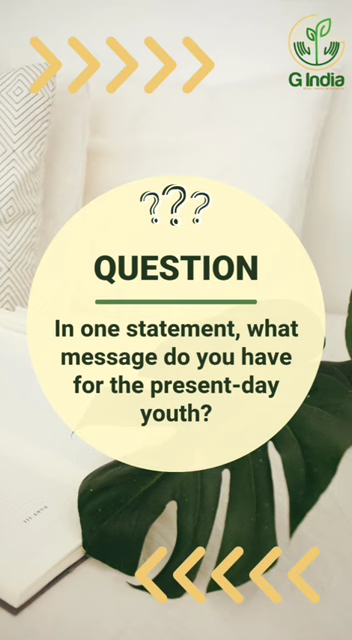 G India
???
QUESTION
In one statement, what
message do you have
for the present-day
youth?